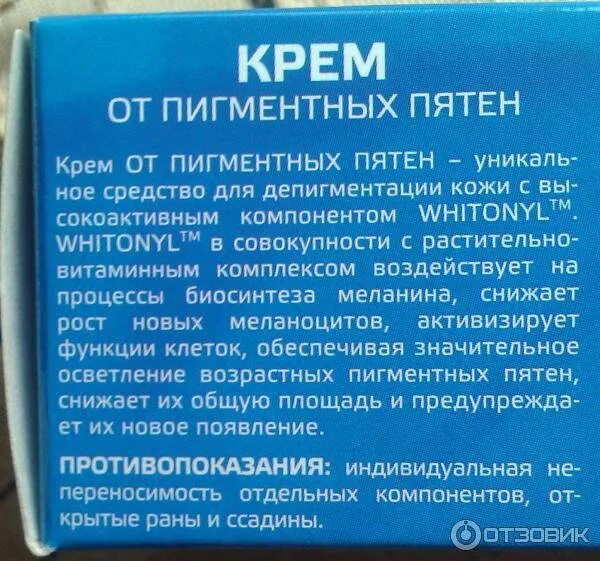 КРЕМ
ОТ ПИГМЕНТНЫХ ПЯТЕН
Крем ОТ ПИГМЕНТНЫХ ПЯТЕН – уникаль-
ное средство для депигментации кожи с вы-
сокоактивным компонентом WHITONYL™.
WHITONYL™ в совокупности с растительно-
витаминным комплексом воздействует на
процессы биосинтеза меланина, снижает
рост новых меланоцитов, активизирует
функции клеток, обеспечивая значительное
осветление возрастных пигментных пятен,
снижает их общую площадь и предупрежда-
ет их новое появление.
ПРОТИВОПОКАЗАНИЯ: индивидуальная не-
переносимость отдельных компонентов, от-
крытые раны и ссадины.
ОТЗОВИК